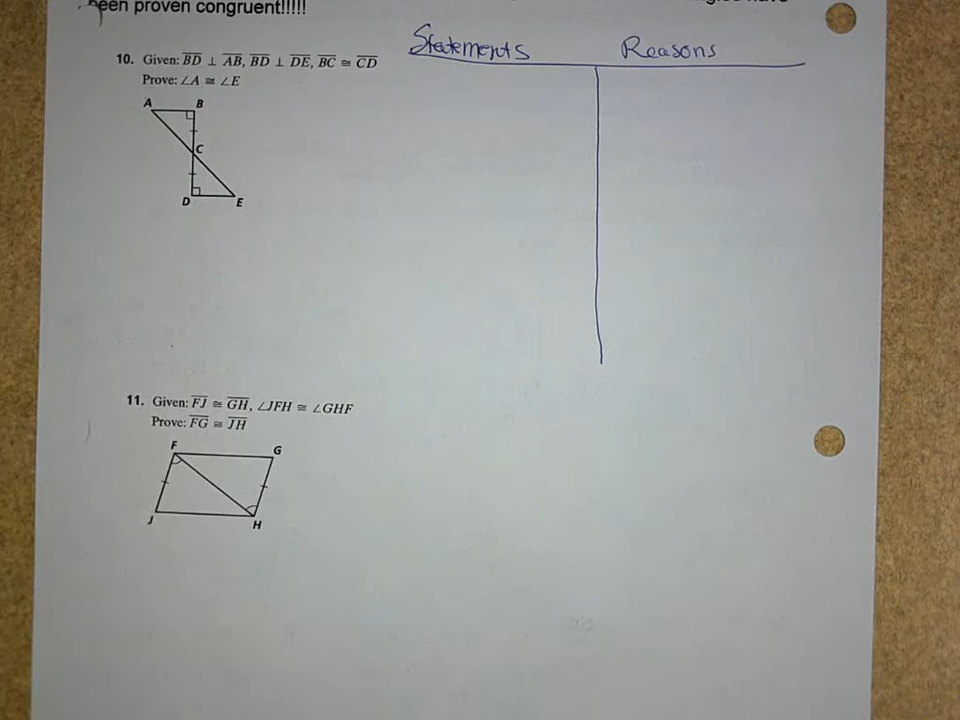 been proven congruent!!!!!
Statements Reasons
10. Given: BD ⊥ AB, BD ⊥ DE, BC ≅ CD
Prove: ∠A ≅ ∠E
A B
C
D E
11. Given: FJ ≅ GH, ∠JFH ≅ ∠GHF
Prove: FG ≅ JH
F G
J H